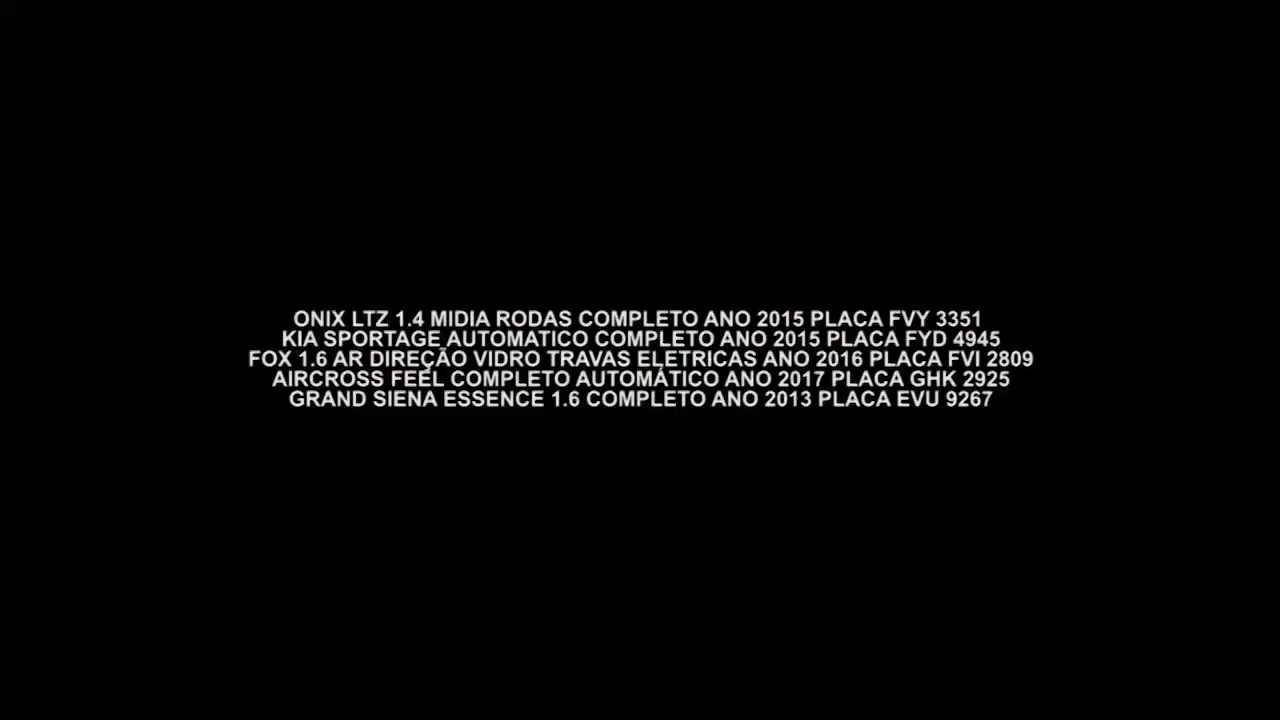 ONIX LTZ 1.4 MIDIA RODAS COMPLETO ANO 2015 PLACA FVY 3351
KIA SPORTAGE AUTOMATICO COMPLETO ANO 2015 PLACA FYD 4945
FOX 1.6 AR DIREÇÃO VIDRO TRAVAS ELETRICAS ANO 2016 PLACA FVI 2809
AIRCROSS FEEL COMPLETO AUTOMÁTICO ANO 2017 PLACA GHK 2925
GRAND SIENA ESSENCE 1.6 COMPLETO ANO 2013 PLACA EVU 9267